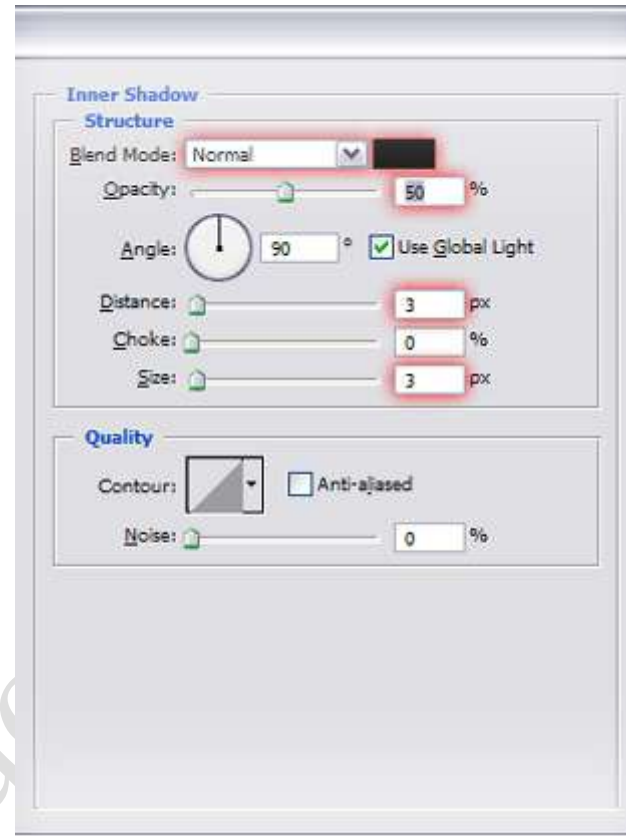 Inner Shadow
Structure
Blend Mode: Normal
Opacity: 50 %
Angle: 90 ° Use Global Light
Distance: 3 px
Choke: 0 %
Size: 3 px
Quality
Contour: Anti-aliased
Noise: 0 %